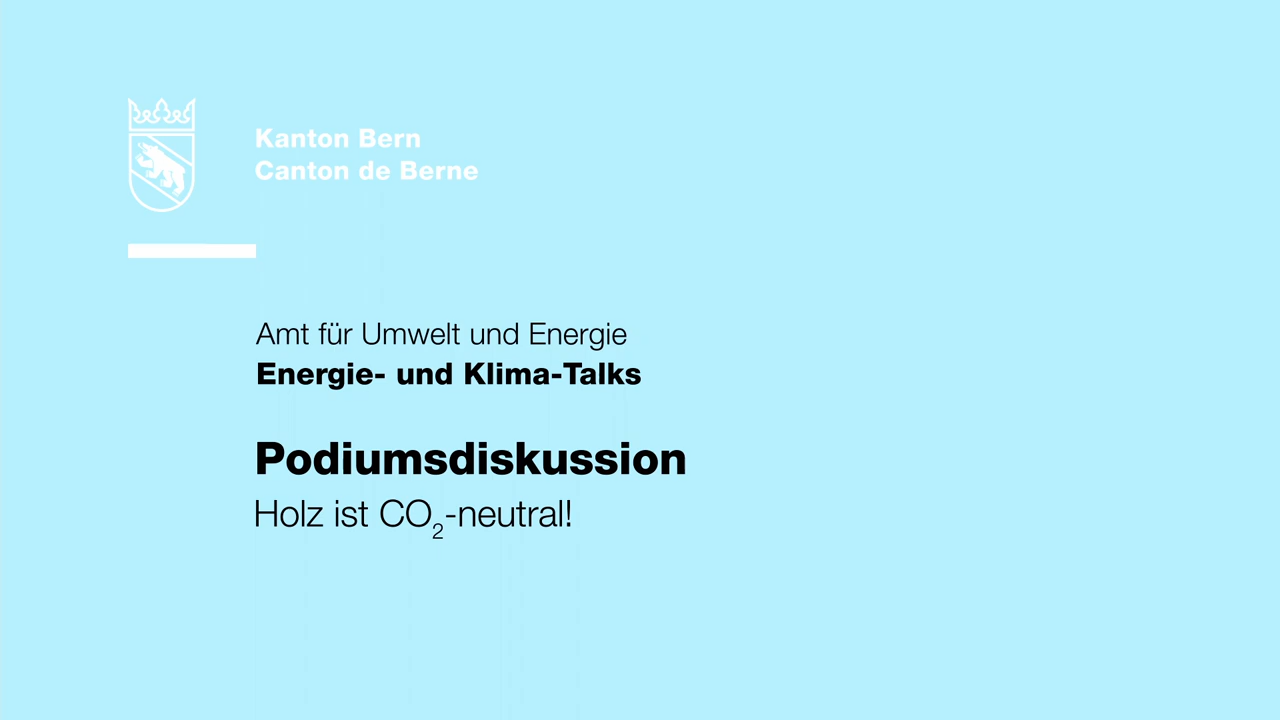 Kanton Bern
Canton de Berne
Amt für Umwelt und Energie
Energie- und Klima-Talks
Podiumsdiskussion
Holz ist CO₂-neutral!